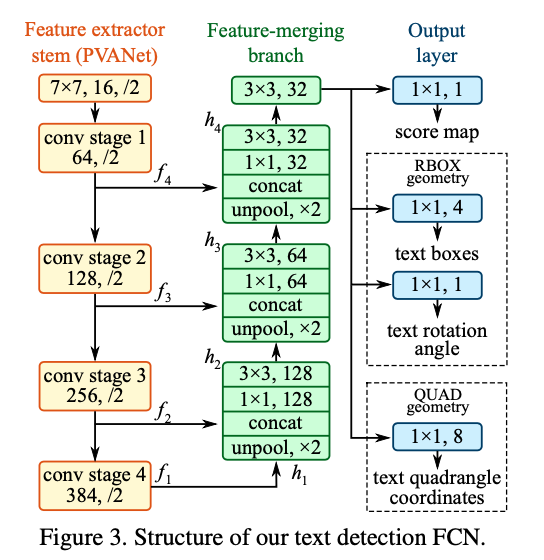 Feature extractor
stem (PVANet)
7×7, 16, /2
conv stage 1
64, /2
f4
conv stage 2
128, /2
f3
conv stage 3
256, /2
f2
conv stage 4
384, /2
f1
Feature-merging
branch
3×3, 32
h4
3×3, 32
1×1, 32
concat
unpool, ×2
h3
3×3, 64
1×1, 64
concat
unpool, ×2
h2
3×3, 128
1×1, 128
concat
unpool, ×2
h1
Output
layer
1×1, 1
score map
RBOX
geometry
1×1, 4
text boxes
1×1, 1
text rotation
angle
QUAD
geometry
1×1, 8
text quadrangle
coordinates
Figure 3. Structure of our text detection FCN.